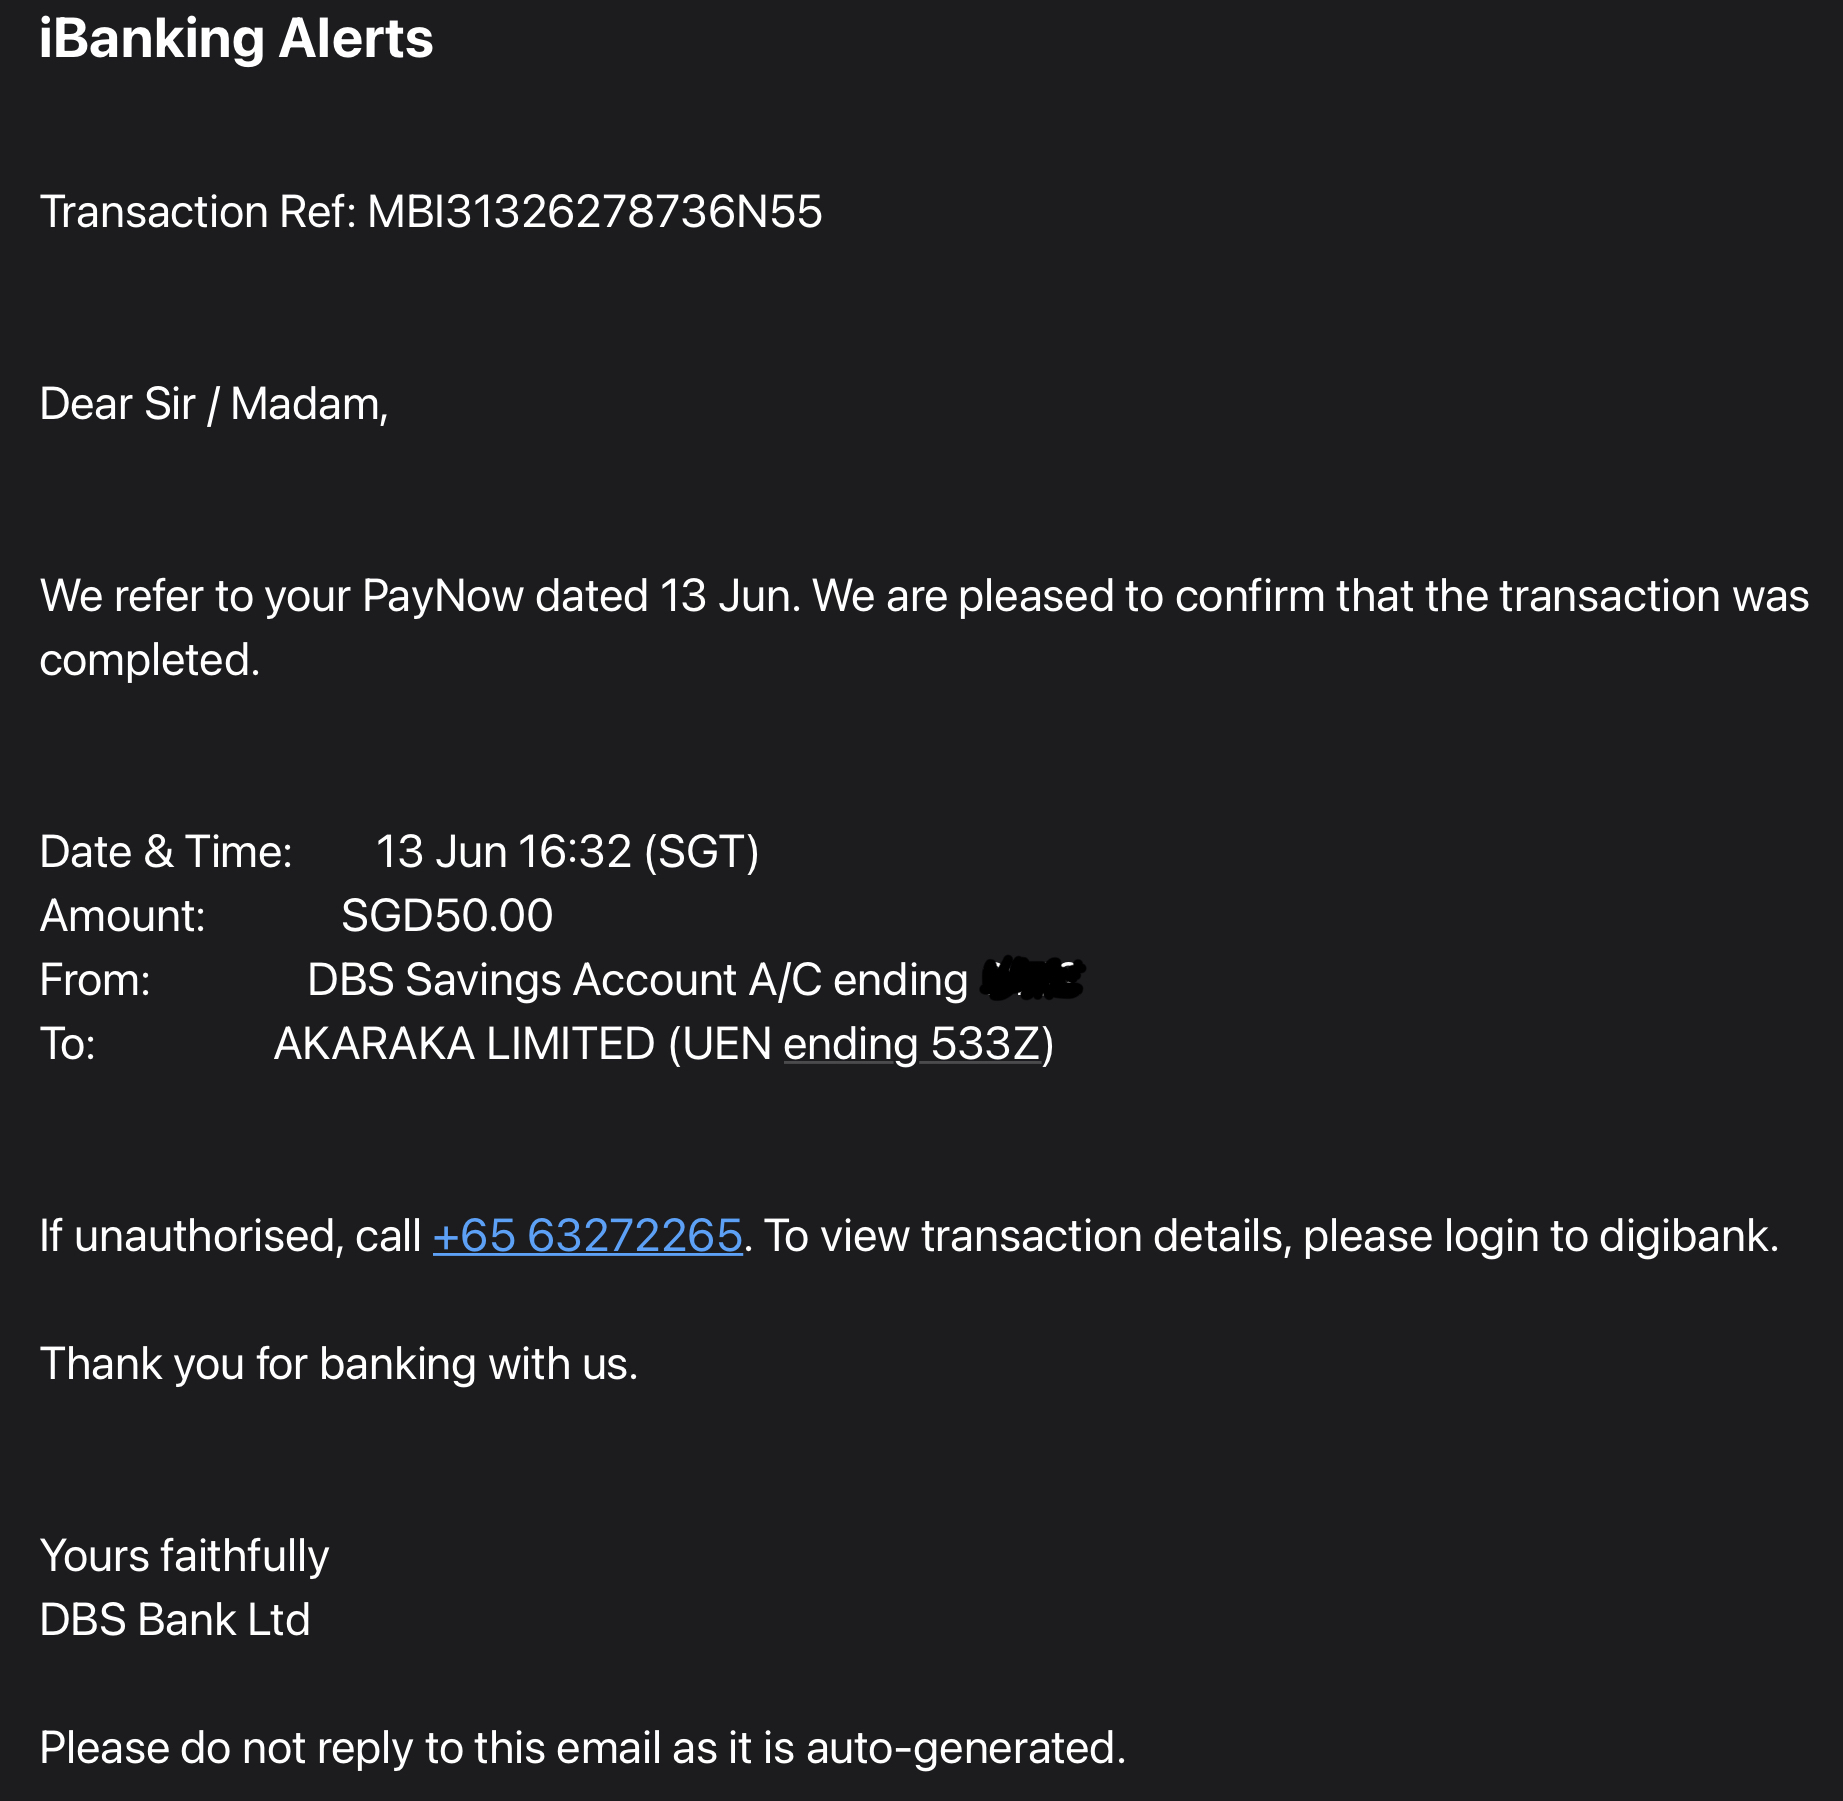 iBanking Alerts
Transaction Ref: MBI31326278736N55
Dear Sir / Madam,
We refer to your PayNow dated 13 Jun. We are pleased to confirm that the transaction was
completed.
Date & Time: 13 Jun 16:32 (SGT)
Amount: SGD50.00
From: DBS Savings Account A/C ending
To: AKARAKA LIMITED (UEN ending 533Z)
If unauthorised, call +65 63272265. To view transaction details, please login to digibank.
Thank you for banking with us.
Yours faithfully
DBS Bank Ltd
Please do not reply to this email as it is auto-generated.